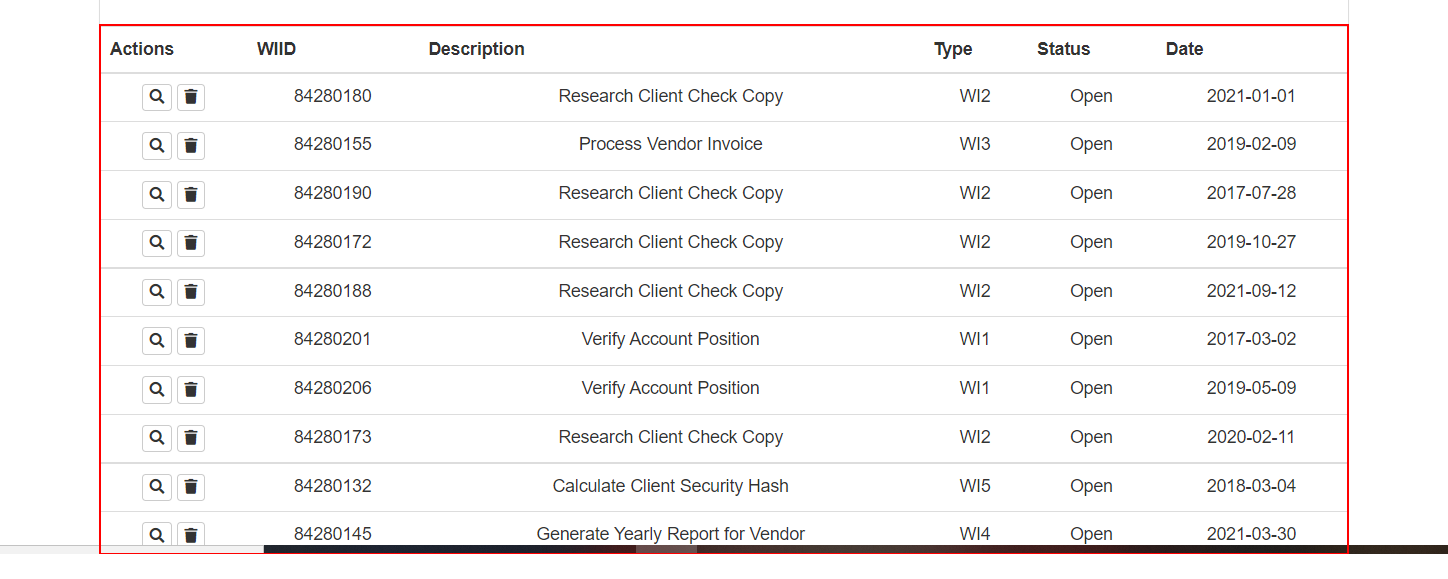 Actions WIID Description Type Status Date
84280180 Research Client Check Copy WI2 Open 2021-01-01
84280155 Process Vendor Invoice WI3 Open 2019-02-09
84280190 Research Client Check Copy WI2 Open 2017-07-28
84280172 Research Client Check Copy WI2 Open 2019-10-27
84280188 Research Client Check Copy WI2 Open 2021-09-12
84280201 Verify Account Position WI1 Open 2017-03-02
84280206 Verify Account Position WI1 Open 2019-05-09
84280173 Research Client Check Copy WI2 Open 2020-02-11
84280132 Calculate Client Security Hash WI5 Open 2018-03-04
84280145 Generate Yearly Report for Vendor WI4 Open 2021-03-30